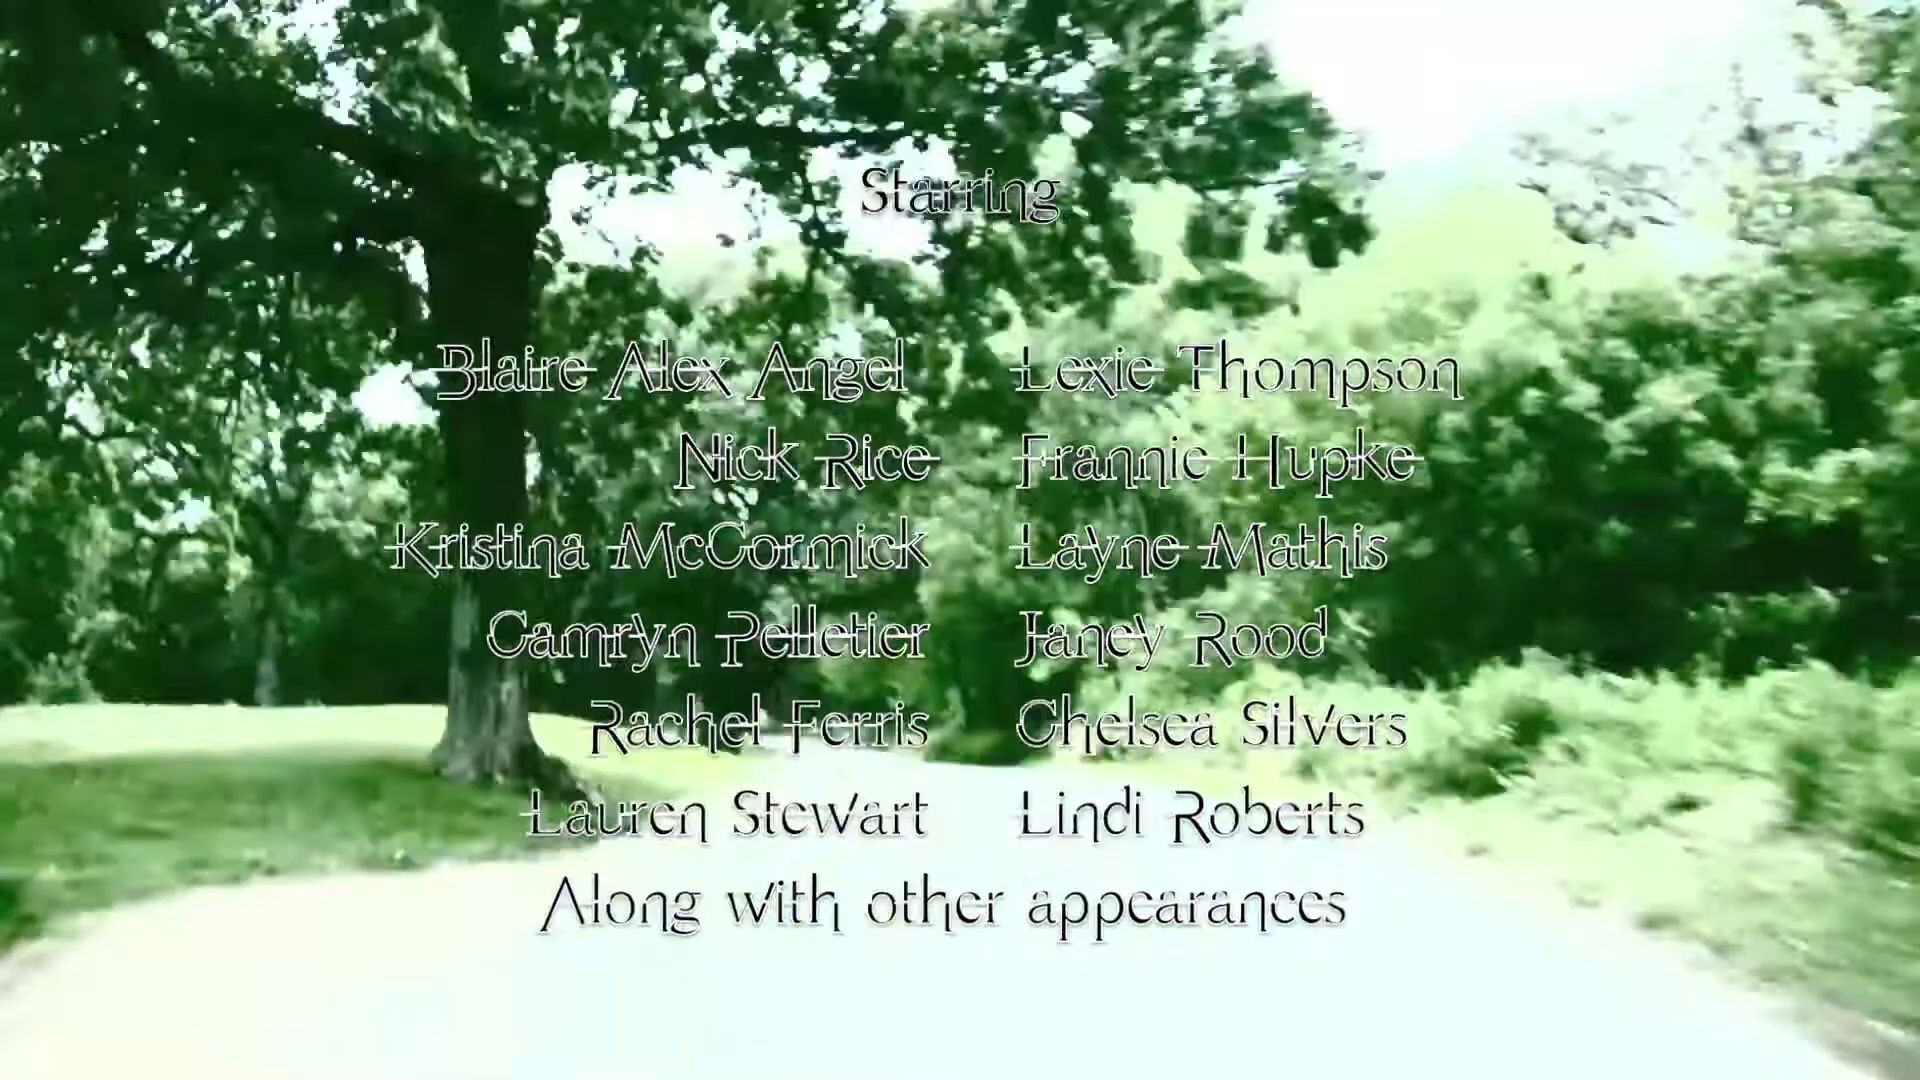 Starring
Blaire Alex Angel Lexie Thompson
Nick Rice Frannie Hupke
Kristina McCormick Layne Mathis
Camryn Pelletier Janey Rood
Rachel Ferris Chelsea Silvers
Lauren Stewart Lindi Roberts
Along with other appearances